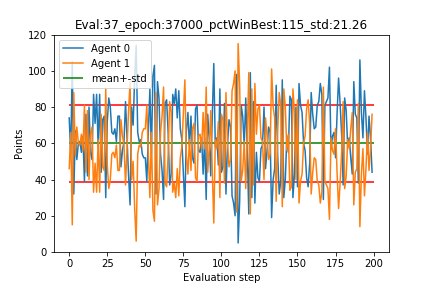 Eval:37_epoch:37000_pctWinBest:115_std:21.26
120
100
80
60
40
20
0
Points
Agent 0
Agent 1
mean+-std
0 25 50 75 100 125 150 175 200
Evaluation step